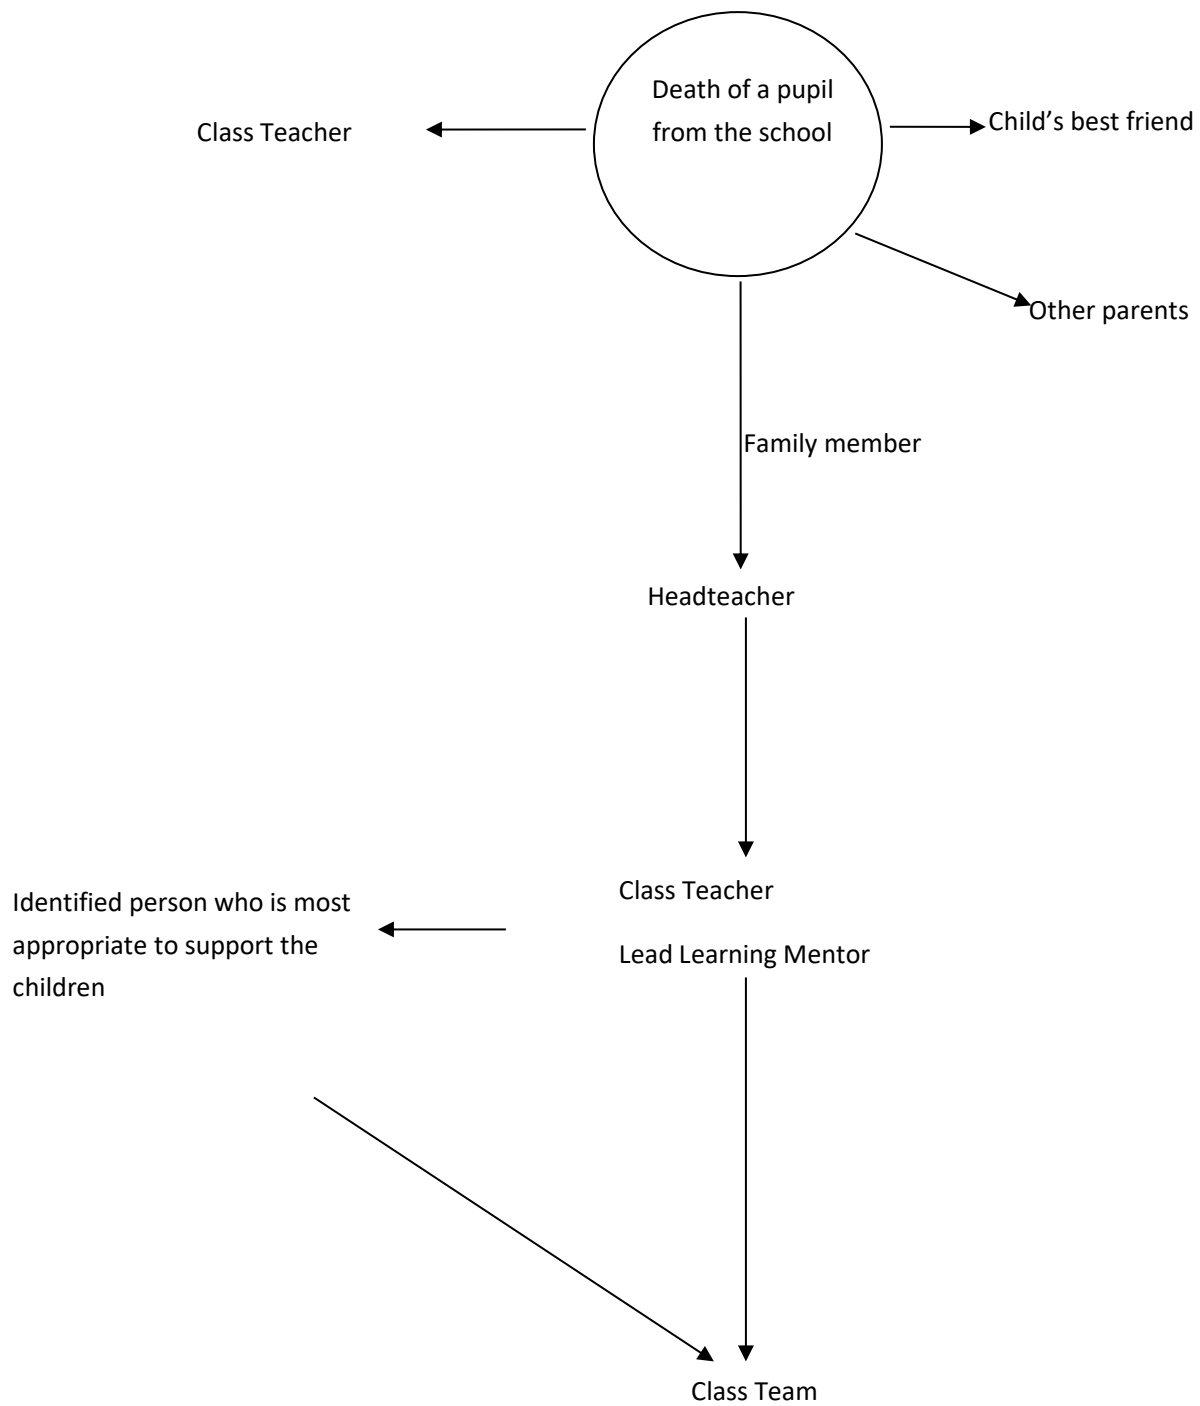 Death of a pupil
from the school
Class Teacher
Child’s best friend
Other parents
Family member
Headteacher
Class Teacher
Lead Learning Mentor
Identified person who is most
appropriate to support the
children
Class Team